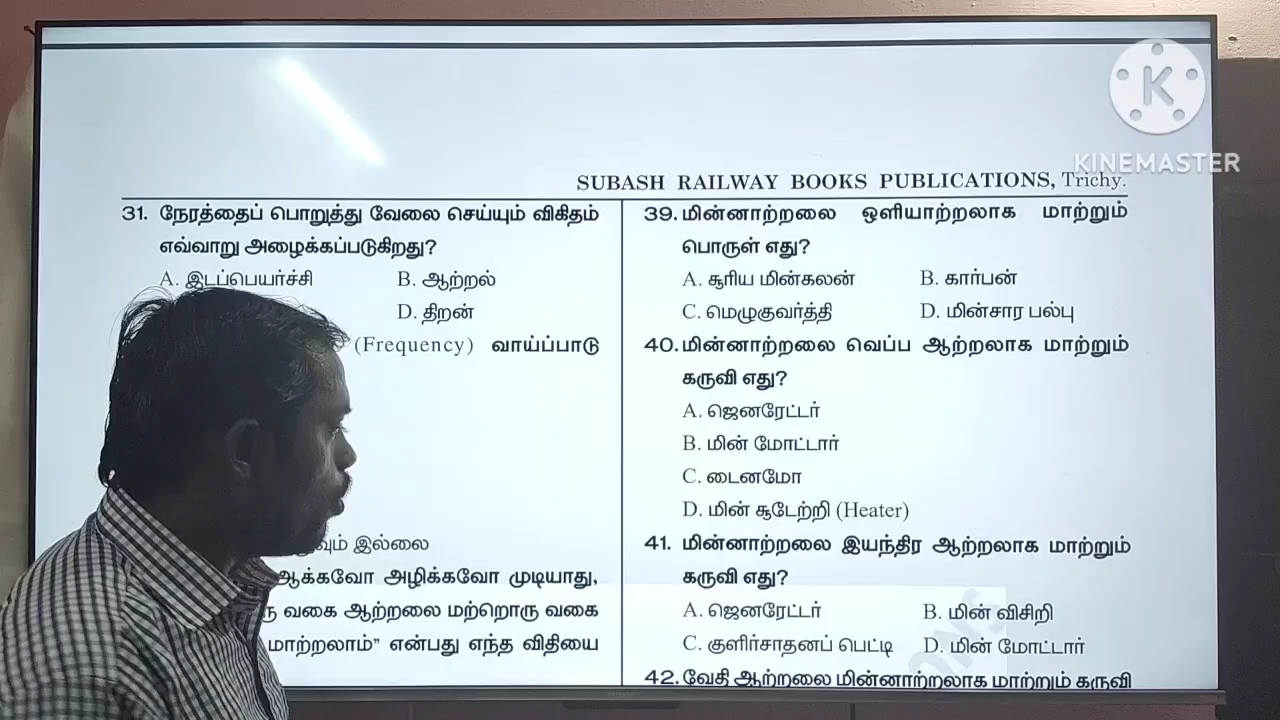 K
KINEMASTER
SUBASH RAILWAY BOOKS PUBLICATIONS, Trichy.
31. நேரத்தைப் பொறுத்து வேலை செய்யும் விகிதம்
எவ்வாறு அழைக்கப்படுகிறது?
A. இடப்பெயர்ச்சி B. ஆற்றல்
D. திறன்
(Frequency) வாய்ப்பாடு
இல்லை
ஆக்கவோ அழிக்கவோ முடியாது,
வகை ஆற்றலை மற்றொரு வகை
மாற்றலாம்" என்பது எந்த விதியை
39. மின்னாற்றலை ஒளியாற்றலாக மாற்றும்
பொருள் எது?
A. சூரிய மின்கலன் B. கார்பன்
C. மெழுகுவர்த்தி D. மின்சார பல்பு
40. மின்னாற்றலை வெப்ப ஆற்றலாக மாற்றும்
கருவி எது?
A. ஜெனரேட்டர்
B. மின் மோட்டார்
C. டைனமோ
D. மின் சூடேற்றி (Heater)
41. மின்னாற்றலை இயந்திர ஆற்றலாக மாற்றும்
கருவி எது?
A. ஜெனரேட்டர் B. மின் விசிறி
C. குளிர்சாதனப் பெட்டி D. மின் மோட்டார்
42. வேதி ஆற்றலை மின்னாற்றலாக மாற்றும் கருவி